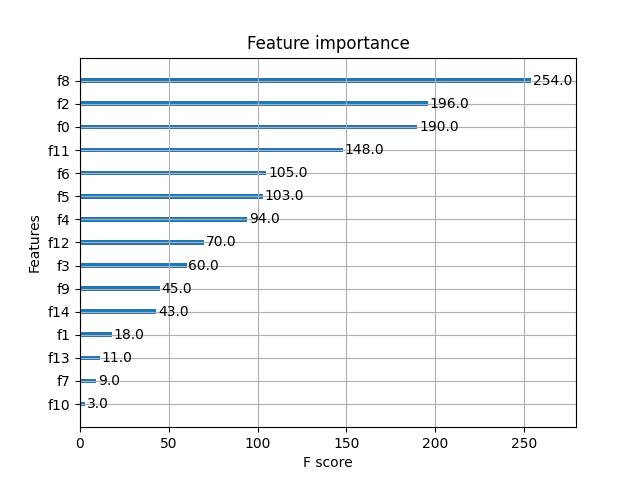 Feature importance
Features
f8 254.0
f2 196.0
f0 190.0
f11 148.0
f6 105.0
f5 103.0
f4 94.0
f12 70.0
f3 60.0
f9 45.0
f14 43.0
f1 18.0
f13 11.0
f7 9.0
f10 3.0
0 50 100 150 200 250
F score